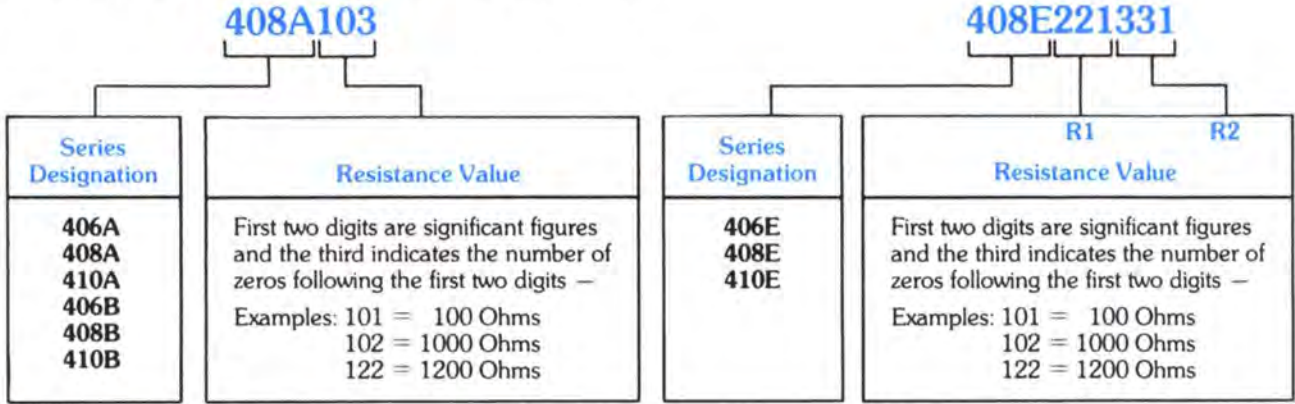 408A103
408E221331
Series
Designation
406A
408A
410A
406B
408B
410B
Resistance Value
First two digits are significant figures
and the third indicates the number of
zeros following the first two digits —
Examples: 101 = 100 Ohms
102 = 1000 Ohms
122 = 1200 Ohms
Series
Designation
406E
408E
410E
R1 R2
Resistance Value
First two digits are significant figures
and the third indicates the number of
zeros following the first two digits —
Examples: 101 = 100 Ohms
102 = 1000 Ohms
122 = 1200 Ohms